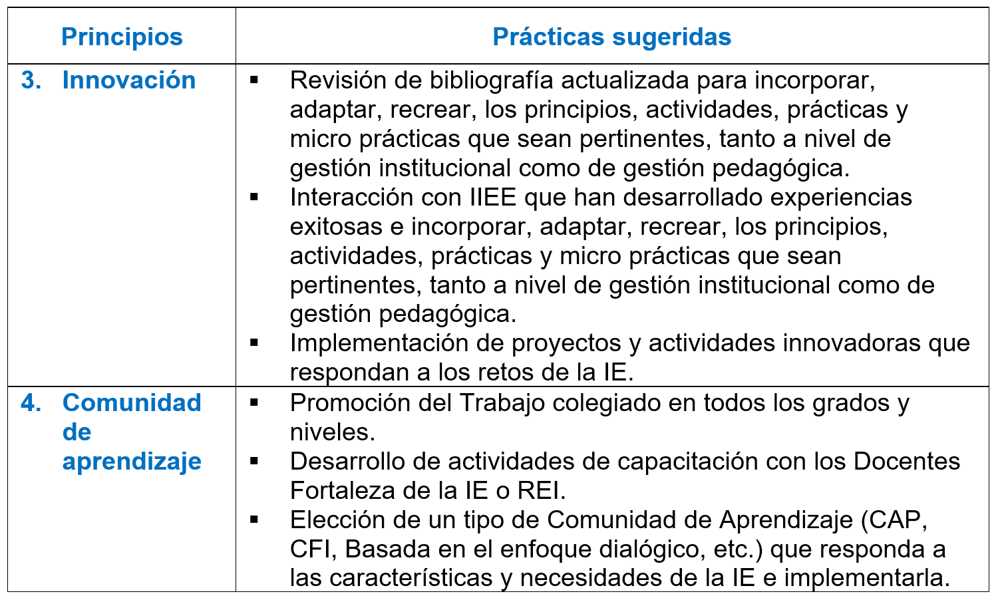 Principios
Prácticas sugeridas
3. Innovación
▪ Revisión de bibliografía actualizada para incorporar,
adaptar, recrear, los principios, actividades, prácticas y
micro prácticas que sean pertinentes, tanto a nivel de
gestión institucional como de gestión pedagógica.
▪ Interacción con IIEE que han desarrollado experiencias
exitosas e incorporar, adaptar, recrear, los principios,
actividades, prácticas y micro prácticas que sean
pertinentes, tanto a nivel de gestión institucional como de
gestión pedagógica.
▪ Implementación de proyectos y actividades innovadoras que
respondan a los retos de la IE.
4. Comunidad
de
aprendizaje
▪ Promoción del Trabajo colegiado en todos los grados y
niveles.
▪ Desarrollo de actividades de capacitación con los Docentes
Fortaleza de la IE o REI.
▪ Elección de un tipo de Comunidad de Aprendizaje (CAP,
CFI, Basada en el enfoque dialógico, etc.) que responda a
las características y necesidades de la IE e implementarla.